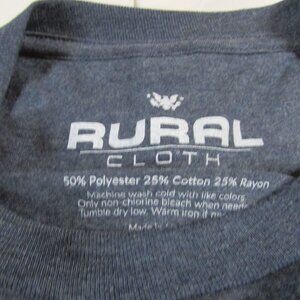 RURAL
CLOTH
50% Polyester 25% Cotton 25% Rayon
Machine wash cold with like colors
Only non-chlorine bleach when need
Tumble dry low. Warm iron if
Made